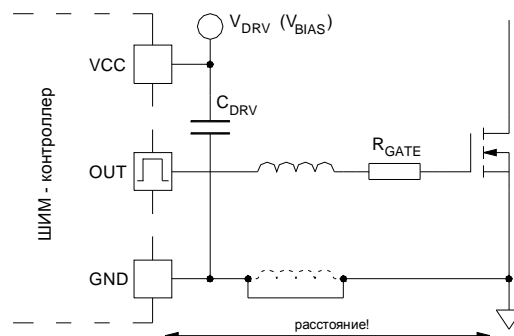 V_DRV (V_BIAS)
VCC
C_DRV
R_GATE
OUT
ШИМ - контроллер
GND
расстояние!